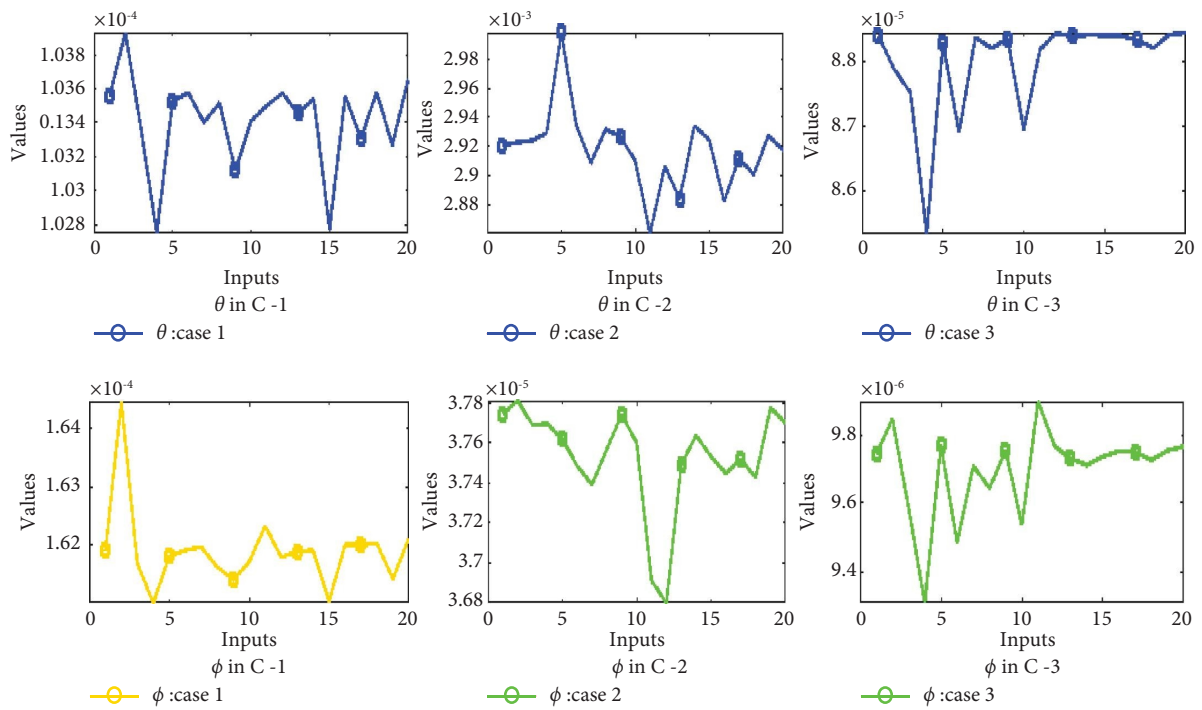 ×10-4
1.038
1.036
0.134
1.032
1.03
1.028
Values
0 5 10 15 20
Inputs
θ in C -1
θ :case 1
×10-3
2.98
2.96
2.94
2.92
2.9
2.88
Values
0 5 10 15 20
Inputs
θ in C -2
θ :case 2
×10-5
8.8
8.7
8.6
Values
0 5 10 15 20
Inputs
θ in C -3
θ :case 3
×10-4
1.64
1.63
1.62
Values
0 5 10 15 20
Inputs
ϕ in C -1
ϕ :case 1
×10-5
3.78
3.76
3.74
3.72
3.7
3.68
Values
0 5 10 15 20
Inputs
ϕ in C -2
ϕ :case 2
×10-6
9.8
9.6
9.4
Values
0 5 10 15 20
Inputs
ϕ in C -3
ϕ :case 3